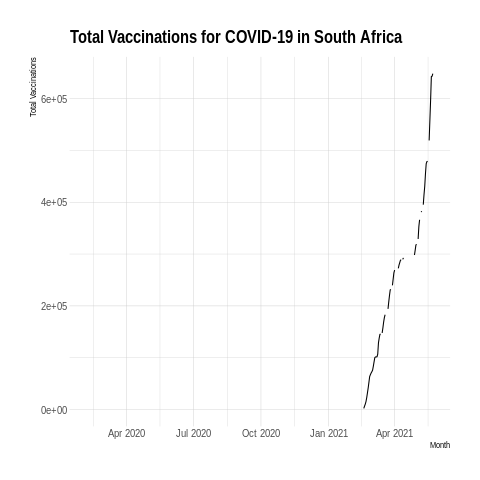 Total Vaccinations for COVID-19 in South Africa
Total Vaccinations
6e+05
4e+05
2e+05
0e+00
Apr 2020 Jul 2020 Oct 2020 Jan 2021 Apr 2021
Month